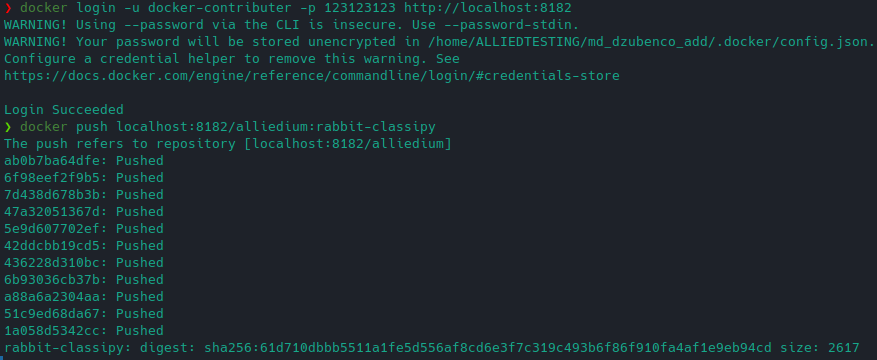 ❯ docker login -u docker-contributer -p 123123123 http://localhost:8182
WARNING! Using --password via the CLI is insecure. Use --password-stdin.
WARNING! Your password will be stored unencrypted in /home/ALLIEDTESTING/md_dzubenco_add/.docker/config.json.
Configure a credential helper to remove this warning. See
https://docs.docker.com/engine/reference/commandline/login/#credentials-store
Login Succeeded
❯ docker push localhost:8182/alliedium:rabbit-classipy
The push refers to repository [localhost:8182/alliedium]
ab0b7ba64dfe: Pushed
6f98eef2f9b5: Pushed
7d438d678b3b: Pushed
47a32051367d: Pushed
5e9d607702ef: Pushed
42ddcbb19cd5: Pushed
436228d310bc: Pushed
6b93036cb37b: Pushed
a88a6a2304aa: Pushed
51c9ed68da67: Pushed
1a058d5342cc: Pushed
rabbit-classipy: digest: sha256:61d710dbbb5511a1fe5d556af8cd6e3f7c319c493b6f86f910fa4af1e9eb94cd size: 2617